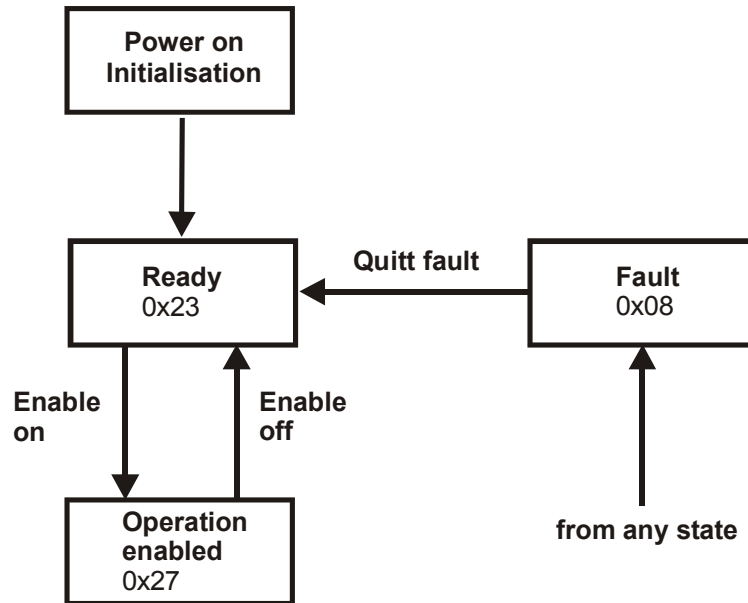 Power on
Initialisation
Ready
0x23
Quitt fault
Fault
0x08
Enable
on
Enable
off
Operation
enabled
0x27
from any state